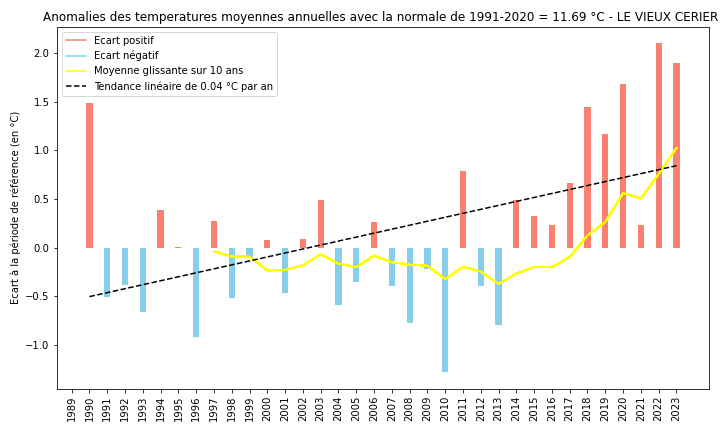 Anomalies des temperatures moyennes annuelles avec la normale de 1991-2020 = 11.69 °C - LE VIEUX CERIER
Ecart positif
Ecart négatif
Moyenne glissante sur 10 ans
Tendance linéaire de 0.04 °C par an
Ecart à la période de référence (en °C)
2.0
1.5
1.0
0.5
0.0
−0.5
−1.0
1989 1990 1991 1992 1993 1994 1995 1996 1997 1998 1999 2000 2001 2002 2003 2004 2005 2006 2007 2008 2009 2010 2011 2012 2013 2014 2015 2016 2017 2018 2019 2020 2021 2022 2023